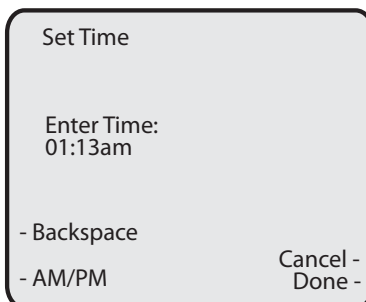 Set Time
Enter Time:
01:13am
- Backspace
Cancel -
- AM/PM
Done -